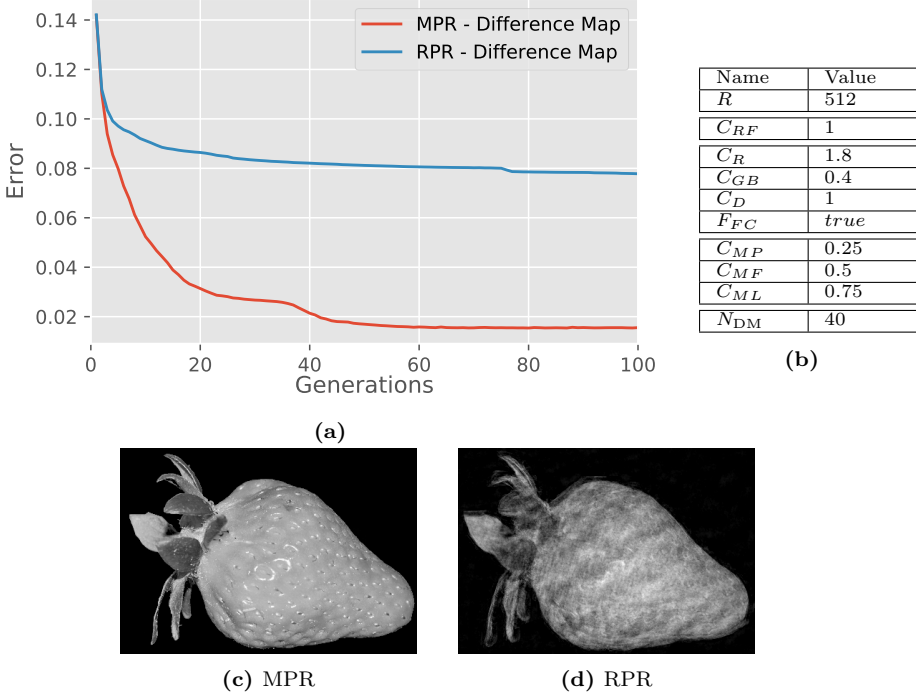 0.14
0.12
0.10
0.08
0.06
0.04
0.02
Error
MPR - Difference Map
RPR - Difference Map
0 20 40 60 80 100
Generations
(a)
Name Value
R 512
C_RF 1
C_R 1.8
C_GB 0.4
C_D 1
F_FC true
C_MP 0.25
C_MF 0.5
C_ML 0.75
N_DM 40
(b)
(c) MPR
(d) RPR